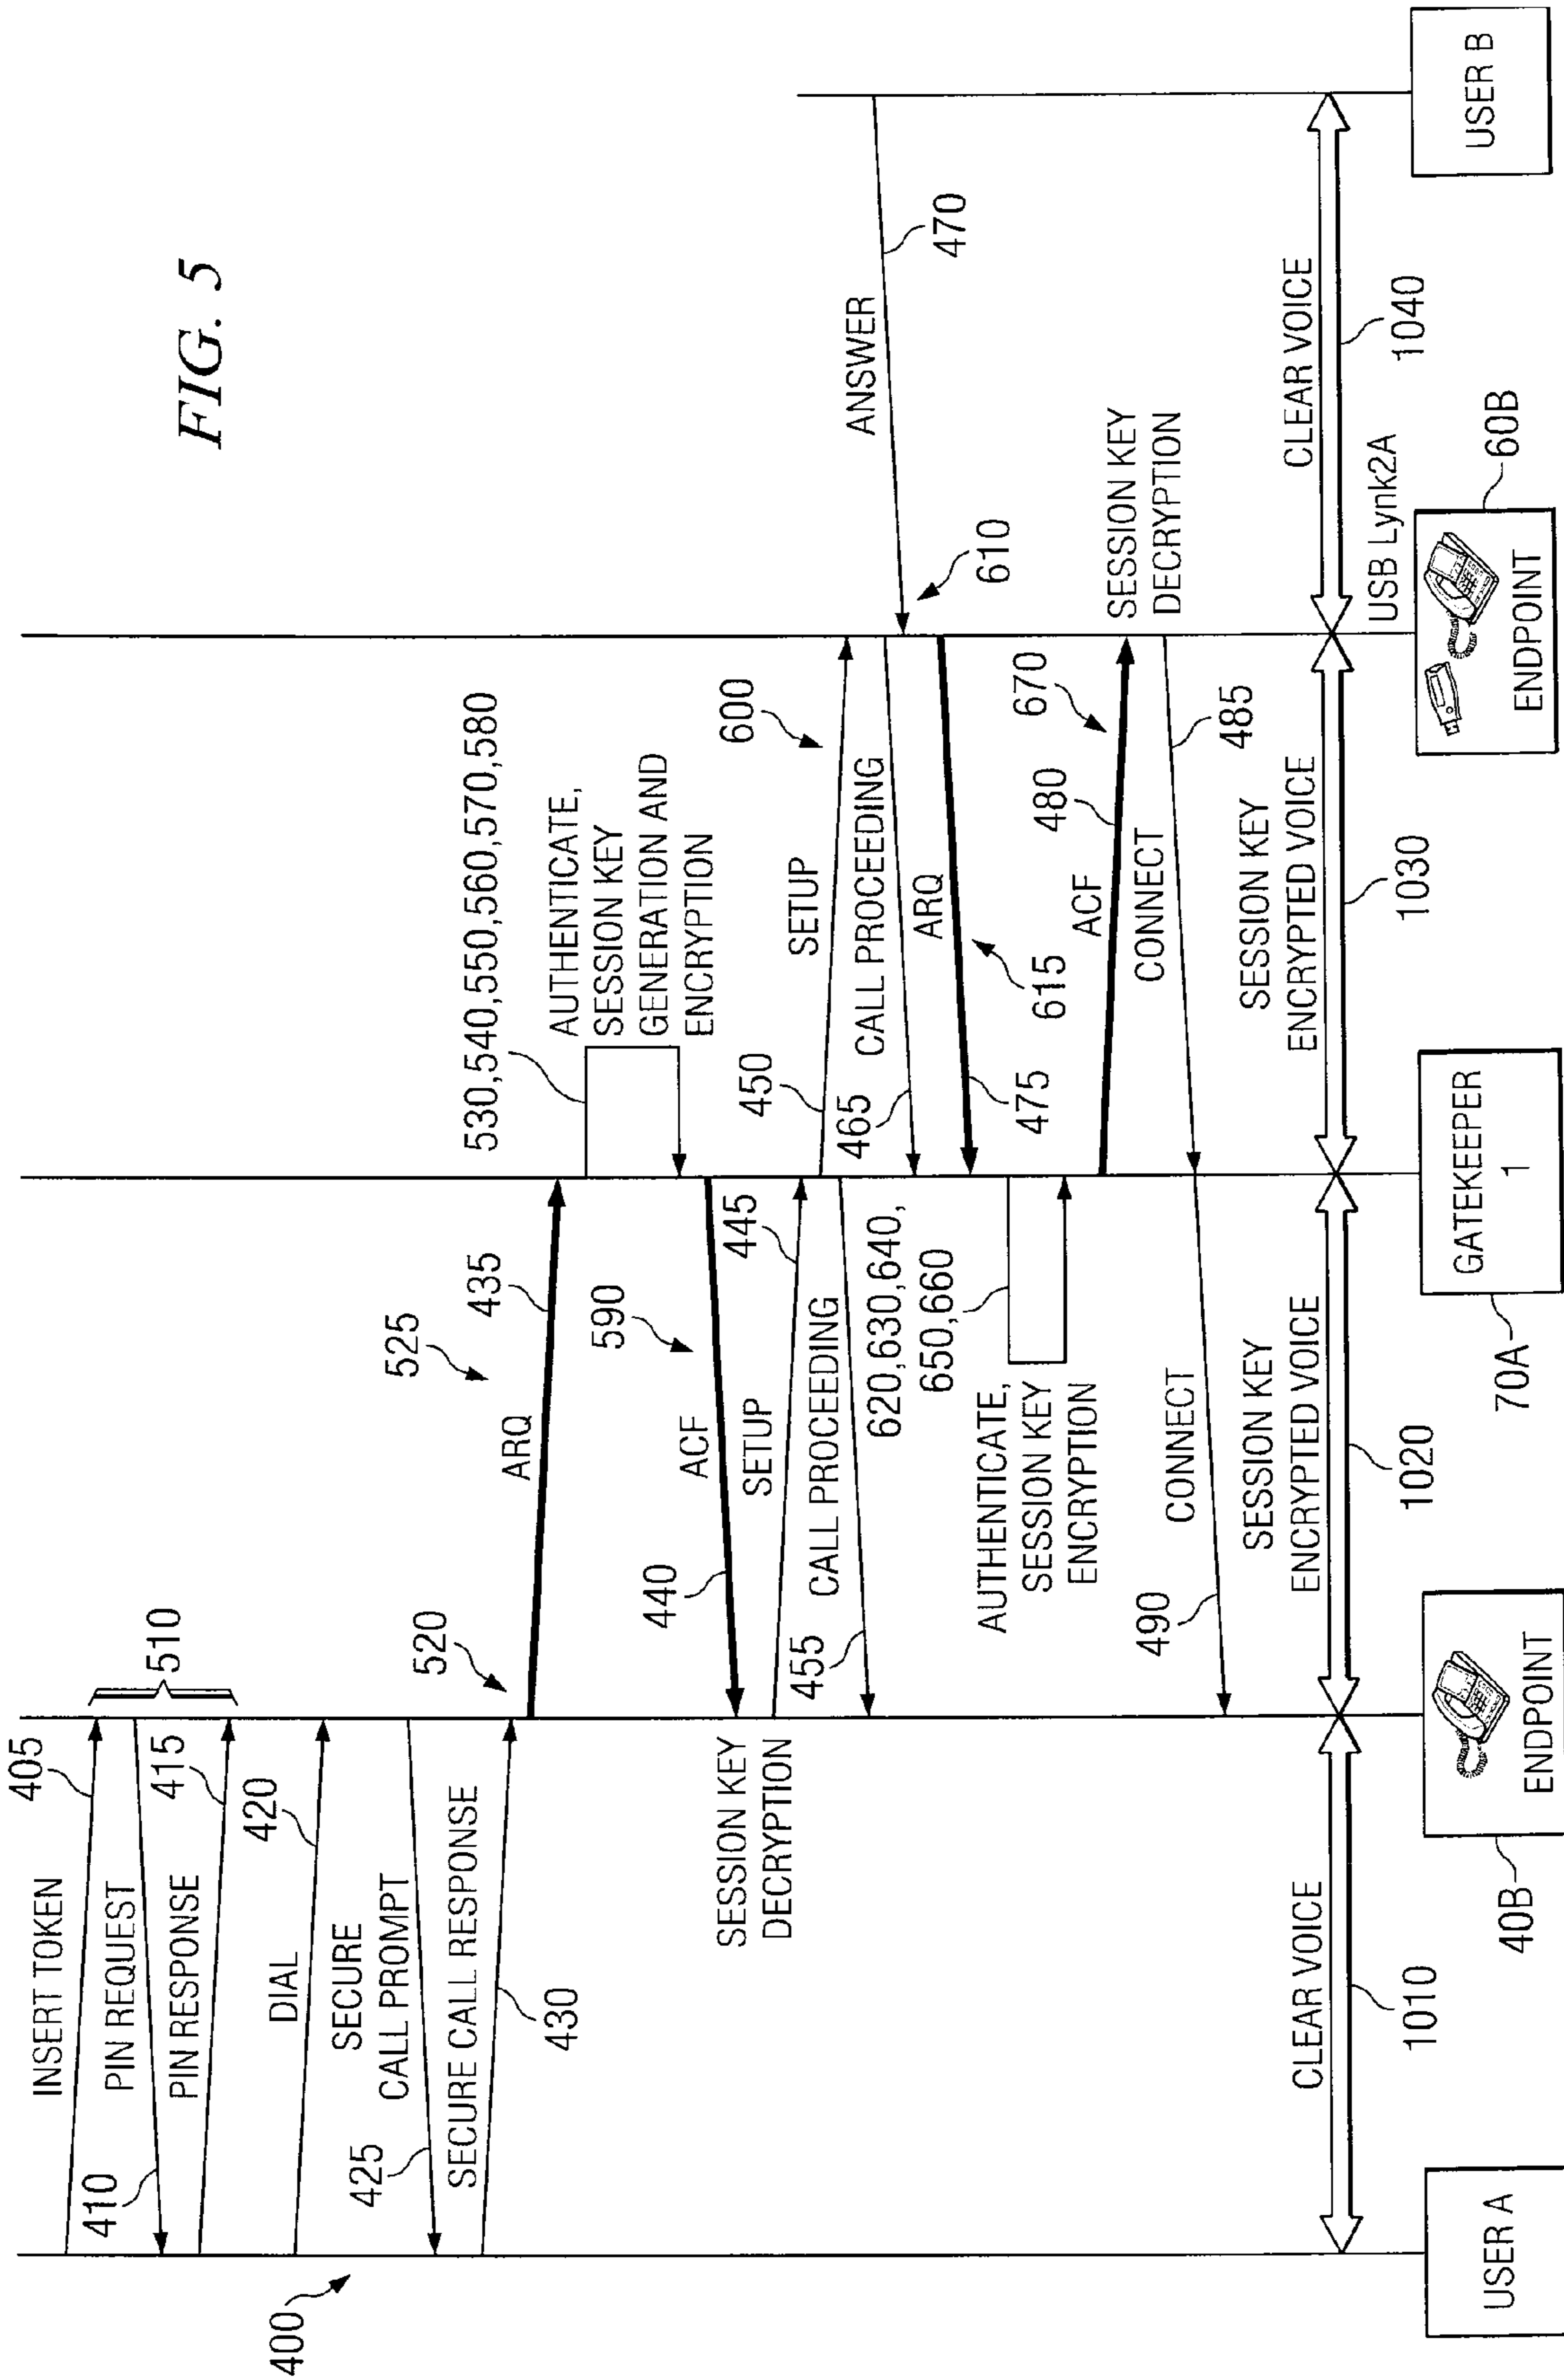 FIG. 5
400
INSERT TOKEN
405
PIN REQUEST
410
PIN RESPONSE
415
510
DIAL
420
SECURE
CALL PROMPT
425
SECURE CALL RESPONSE
430
520
525
ARQ
435
530,540,550,560,570,580
AUTHENTICATE,
SESSION KEY
GENERATION AND
ENCRYPTION
590
ACF
440
SESSION KEY
DECRYPTION
SETUP
445
450
SETUP
600
CALL PROCEEDING
455
CALL PROCEEDING
465
ANSWER
470
610
ARQ
615
475
620,630,640,
650,660
AUTHENTICATE,
SESSION KEY
ENCRYPTION
ACF
480
670
SESSION KEY
DECRYPTION
CONNECT
485
CONNECT
490
CLEAR VOICE
1010
SESSION KEY
ENCRYPTED VOICE
1020
SESSION KEY
ENCRYPTED VOICE
1030
CLEAR VOICE
1040
USB Lynk2A
USER A
ENDPOINT
40B
GATEKEEPER
1
70A
ENDPOINT
60B
USER B